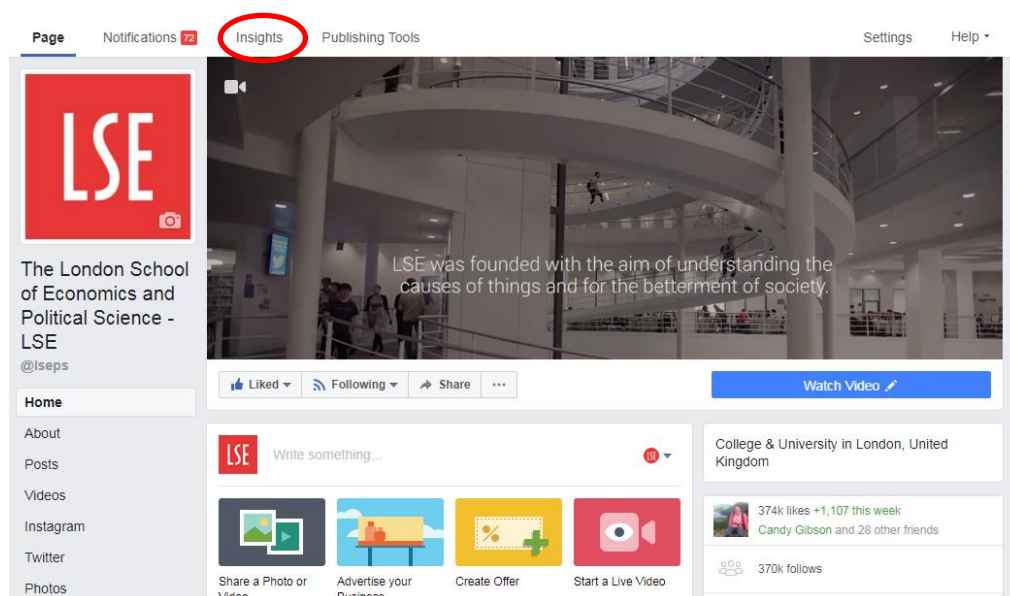 Page
Notifications 72
Insights
Publishing Tools
Settings
Help
LSE
The London School
of Economics and
Political Science -
LSE
@lseps
Home
About
Posts
Videos
Instagram
Twitter
Photos
LSE was founded with the aim of understanding the
causes of things and for the betterment of society.
Liked
Following
Share
...
Watch Video
LSE
Write something...
LSE
Share a Photo or
Video
Advertise your
Business
Create Offer
Start a Live Video
College & University in London, United
Kingdom
374k likes +1,107 this week
Candy Gibson and 28 other friends
370k follows